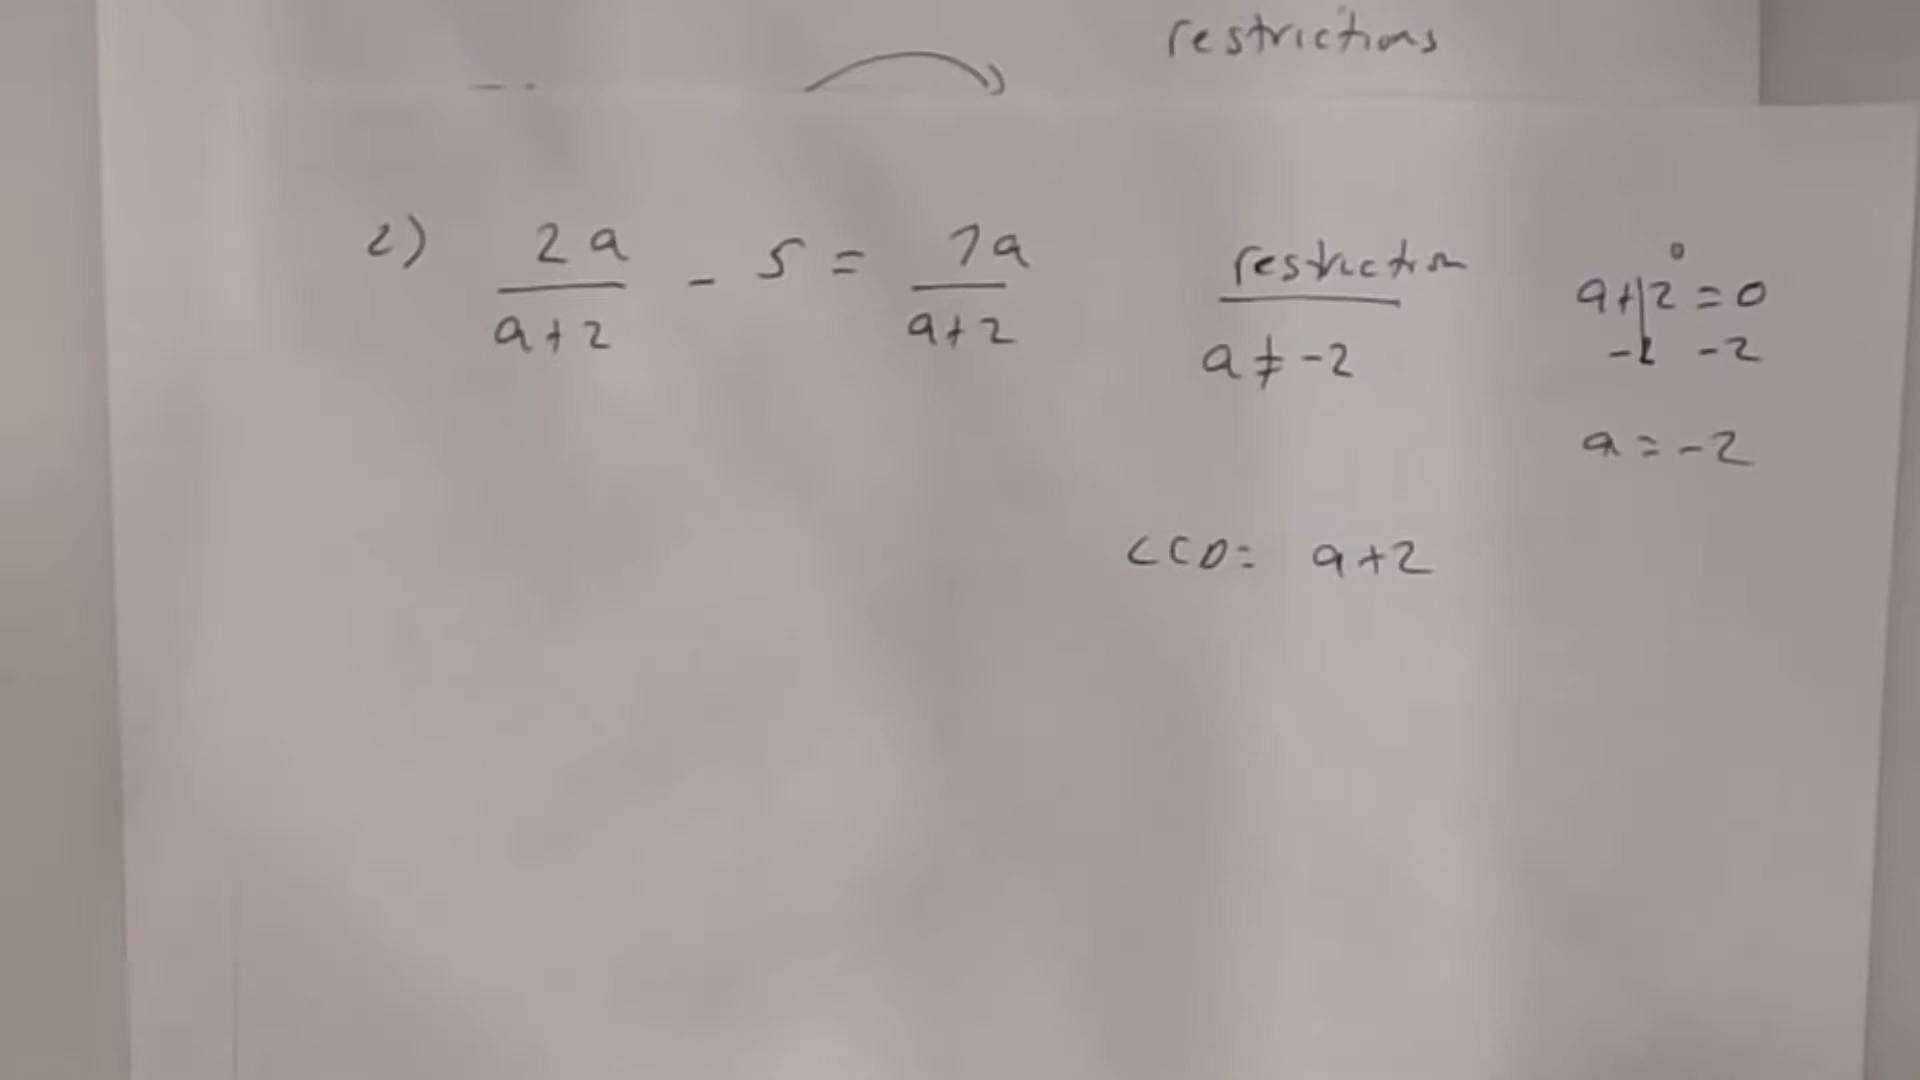 restrictions
2) 2a/a+2 - 5 = 7a/a+2
restriction
a ≠ -2
a+2 = 0
-2 -2
a = -2
LCD = a+2